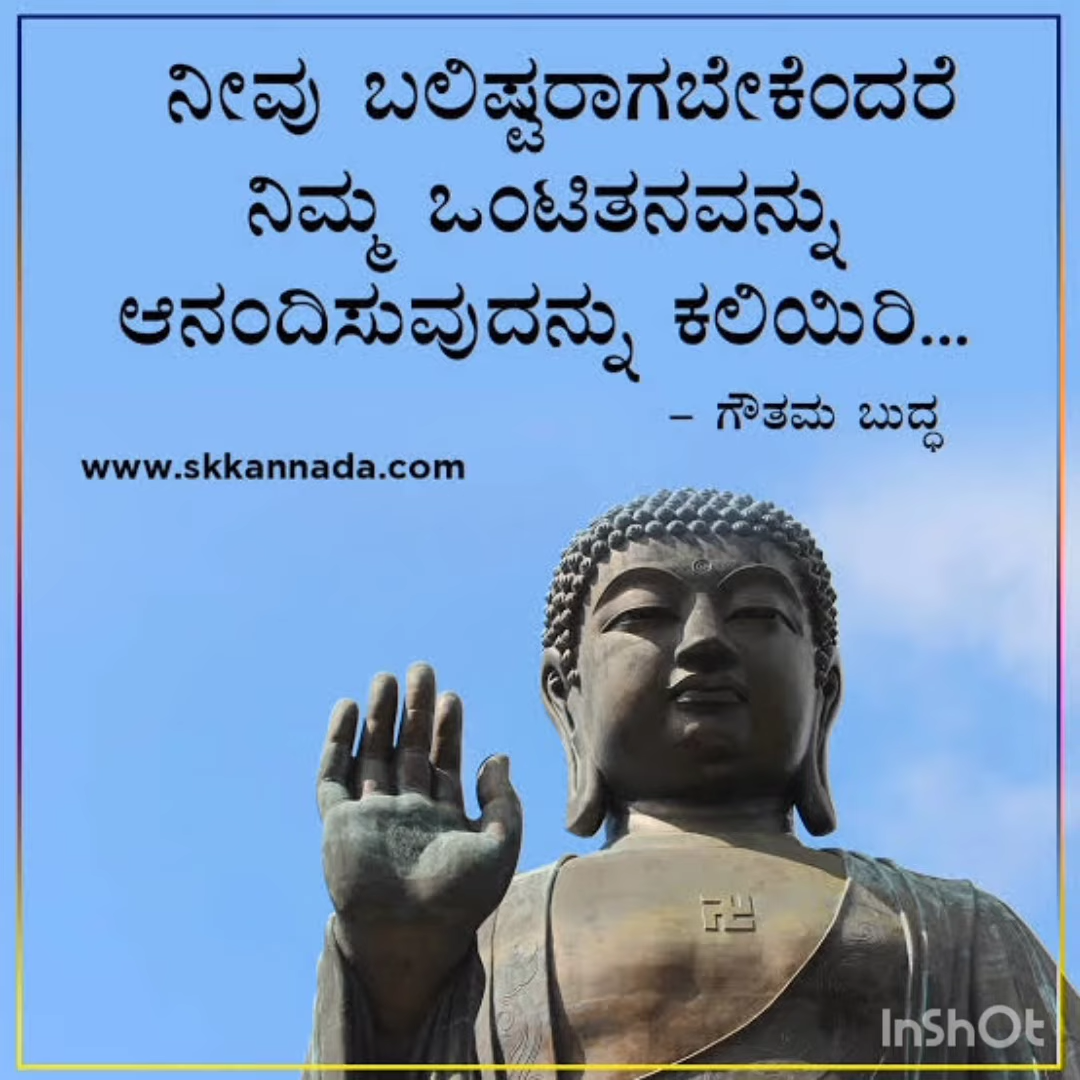 ನೀವು ಬಲಿಷ್ಟರಾಗಬೇಕೆಂದರೆ
ನಿಮ್ಮ ಒಂಟಿತನವನ್ನು
ಆನಂದಿಸುವುದನ್ನು ಕಲಿಯಿರಿ...
– ಗೌತಮ ಬುದ್ಧ
www.skkannada.com
InShOt